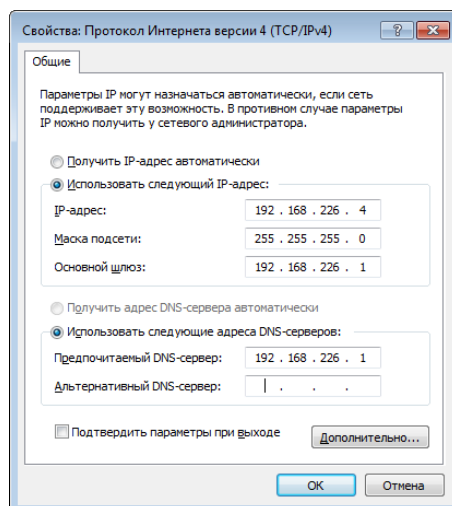 Свойства: Протокол Интернета версии 4 (TCP/IPv4)
Общие
Параметры IP могут назначаться автоматически, если сеть
поддерживает эту возможность. В противном случае параметры
IP можно получить у сетевого администратора.
Получить IP-адрес автоматически
Использовать следующий IP-адрес:
IP-адрес: 192 . 168 . 226 . 4
Маска подсети: 255 . 255 . 255 . 0
Основной шлюз: 192 . 168 . 226 . 1
Получить адрес DNS-сервера автоматически
Использовать следующие адреса DNS-серверов:
Предпочитаемый DNS-сервер: 192 . 168 . 226 . 1
Альтернативный DNS-сервер: . . .
Подтвердить параметры при выходе
Дополнительно...
OK Отмена